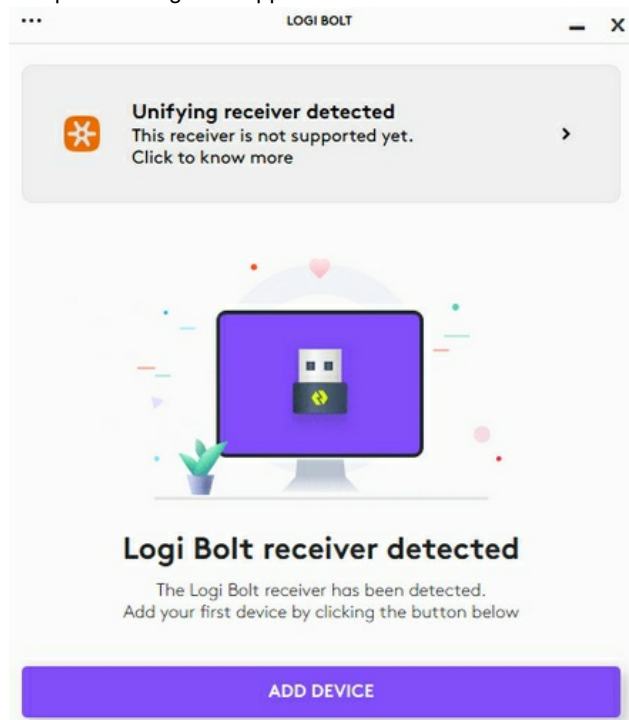 LOGI BOLT
Unifying receiver detected
This receiver is not supported yet.
Click to know more
Logi Bolt receiver detected
The Logi Bolt receiver has been detected.
Add your first device by clicking the button below
ADD DEVICE